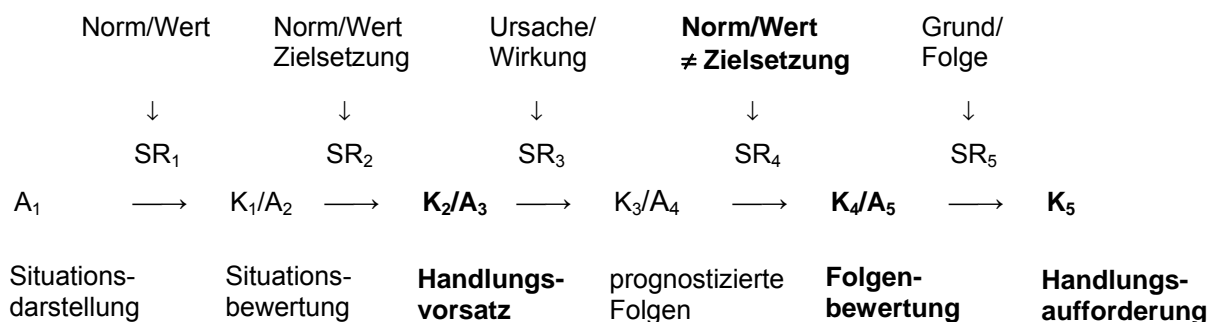 Norm/Wert Norm/Wert Ursache/ Norm/Wert Grund/
Zielsetzung Wirkung ≠ Zielsetzung Folge
↓ ↓ ↓ ↓ ↓
SR₁ SR₂ SR₃ SR₄ SR₅
A₁ ⟶ K₁/A₂ ⟶ K₂/A₃ ⟶ K₃/A₄ ⟶ K₄/A₅ ⟶ K₅
Situations- Situations- Handlungs- prognostizierte Folgen- Handlungs-
darstellung bewertung vorsatz Folgen bewertung aufforderung